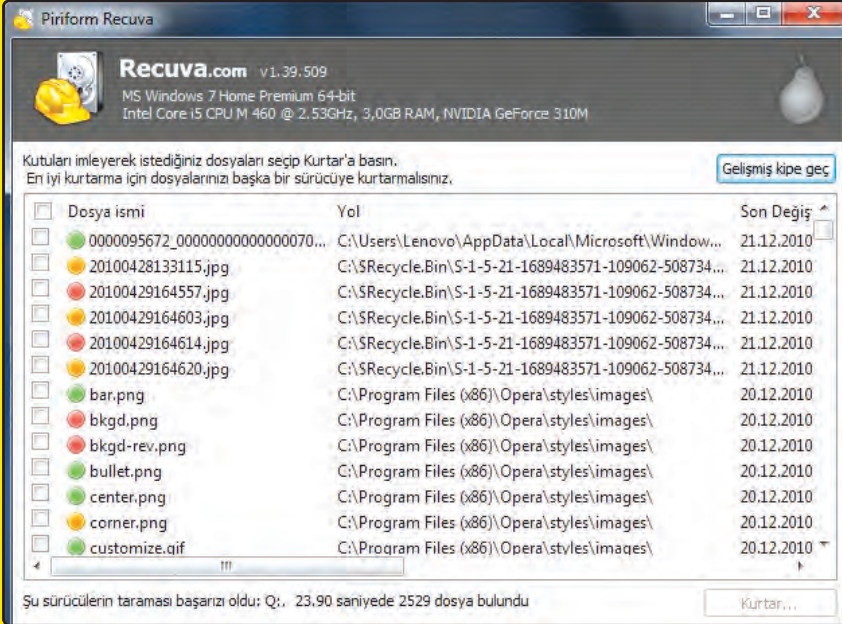 Piriform Recuva
Recuva.com v1.39.509
MS Windows 7 Home Premium 64-bit
Intel Core i5 CPU M 460 @ 2.53GHz, 3,0GB RAM, NVIDIA GeForce 310M
Kutuları imleyerek istediğiniz dosyaları seçip Kurtar'a basın.
En iyi kurtarma için dosyalarınızı başka bir sürücüye kurtarmalısınız.
Gelişmiş kipe geç
Dosya ismi Yol Son Değiş
0000095672_00000000000000070... C:\Users\Lenovo\AppData\Local\Microsoft\Window... 21.12.2010
20100428133115.jpg C:\$Recycle.Bin\S-1-5-21-1689483571-109062-508734... 21.12.2010
20100429164557.jpg C:\$Recycle.Bin\S-1-5-21-1689483571-109062-508734... 21.12.2010
20100429164603.jpg C:\$Recycle.Bin\S-1-5-21-1689483571-109062-508734... 21.12.2010
20100429164614.jpg C:\$Recycle.Bin\S-1-5-21-1689483571-109062-508734... 21.12.2010
20100429164620.jpg C:\$Recycle.Bin\S-1-5-21-1689483571-109062-508734... 21.12.2010
bar.png C:\Program Files (x86)\Opera\styles\images\ 20.12.2010
bkgd.png C:\Program Files (x86)\Opera\styles\images\ 20.12.2010
bkgd-rev.png C:\Program Files (x86)\Opera\styles\images\ 20.12.2010
bullet.png C:\Program Files (x86)\Opera\styles\images\ 20.12.2010
center.png C:\Program Files (x86)\Opera\styles\images\ 20.12.2010
corner.png C:\Program Files (x86)\Opera\styles\images\ 20.12.2010
customize.gif C:\Program Files (x86)\Opera\styles\images\ 20.12.2010
Şu sürücülerin taraması başarızı oldu: Q:, 23.90 saniyede 2529 dosya bulundu
Kurtar...